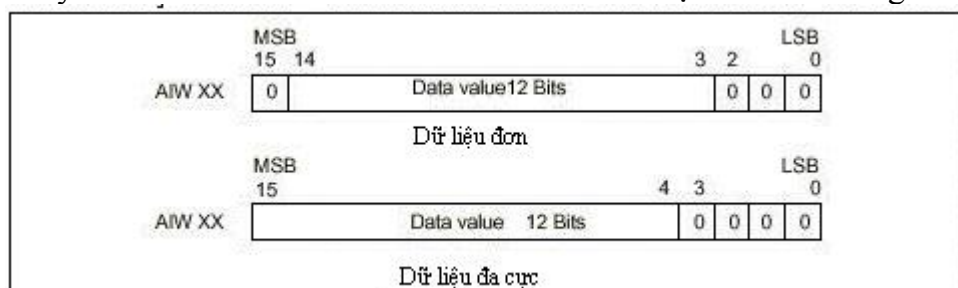 MSB LSB
15 14 3 2 0
AIW XX 0 Data value12 Bits 0 0 0
Dữ liệu đơn
MSB LSB
15 4 3 0
AIW XX Data value 12 Bits 0 0 0 0
Dữ liệu đa cực